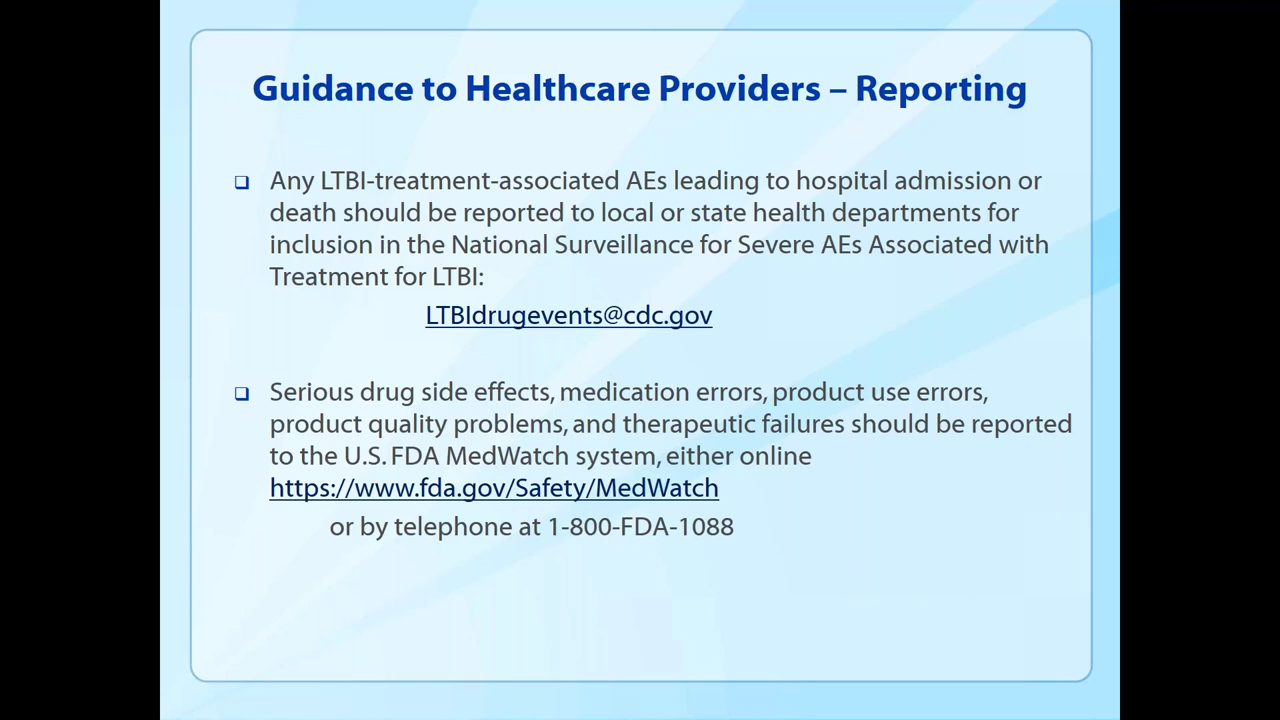 Guidance to Healthcare Providers – Reporting
❑ Any LTBI-treatment-associated AEs leading to hospital admission or
death should be reported to local or state health departments for
inclusion in the National Surveillance for Severe AEs Associated with
Treatment for LTBI:
LTBIdrugevents@cdc.gov
❑ Serious drug side effects, medication errors, product use errors,
product quality problems, and therapeutic failures should be reported
to the U.S. FDA MedWatch system, either online
https://www.fda.gov/Safety/MedWatch
or by telephone at 1-800-FDA-1088